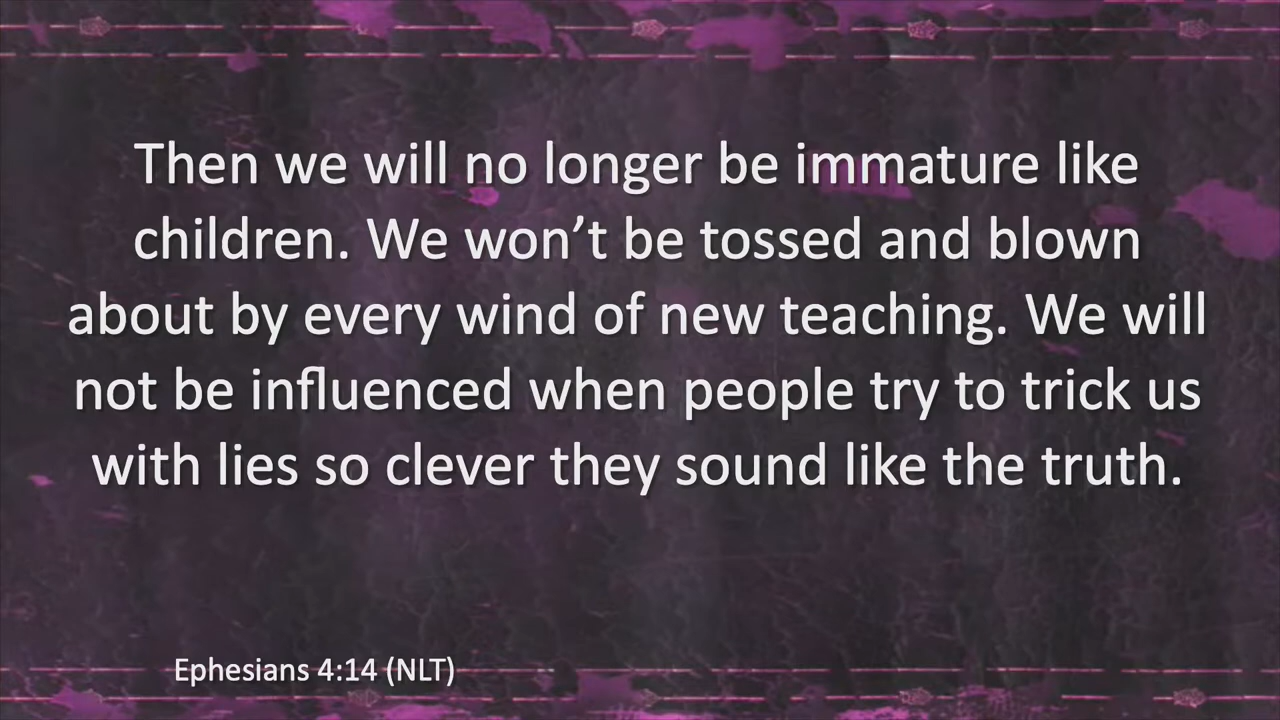 Then we will no longer be immature like
children. We won’t be tossed and blown
about by every wind of new teaching. We will
not be influenced when people try to trick us
with lies so clever they sound like the truth.
Ephesians 4:14 (NLT)